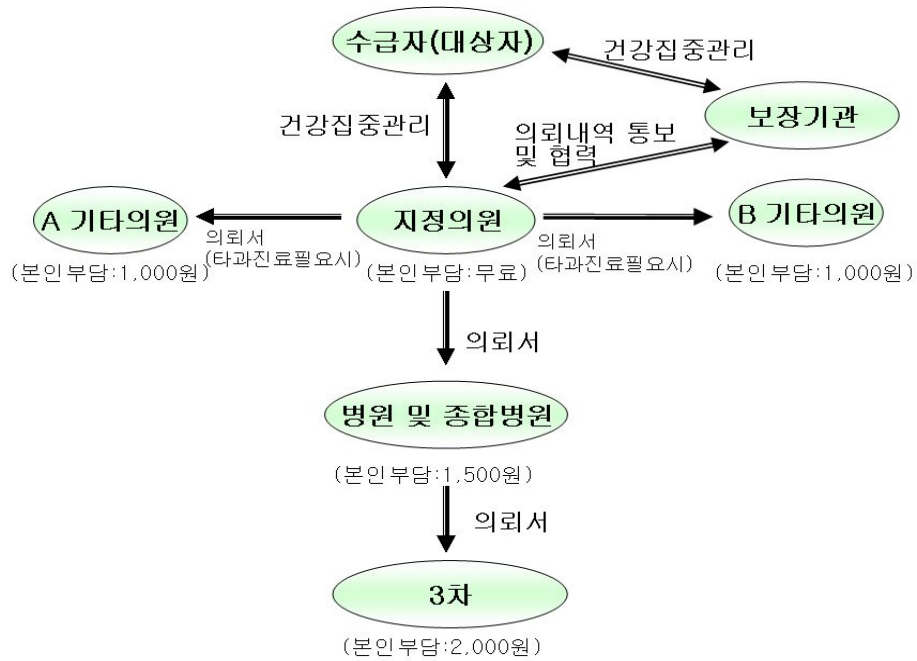 수급자(대상자)
건강집중관리
보장기관
건강집중관리
의뢰내역 통보
및 협력
A 기타의원
지정의원
B 기타의원
의뢰서
(타과진료필요시)
의뢰서
(타과진료필요시)
(본인부담:1,000원)
(본인부담:무료)
(본인부담:1,000원)
의뢰서
병원 및 종합병원
(본인부담:1,500원)
의뢰서
3차
(본인부담:2,000원)